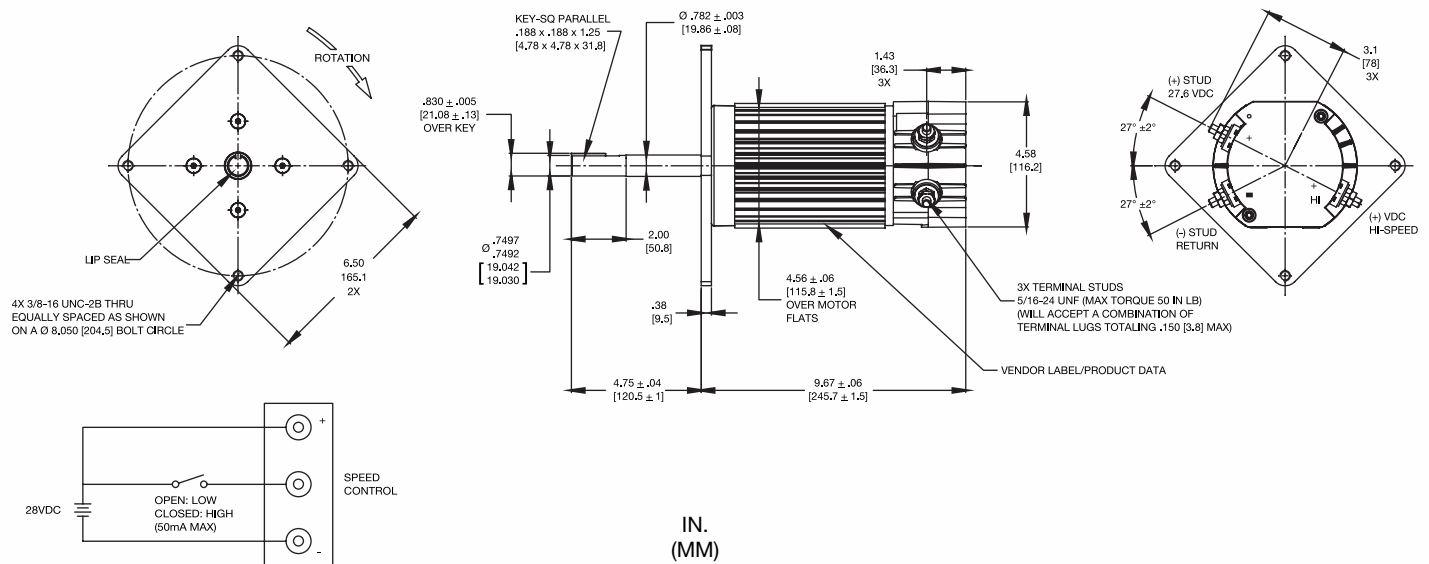 ROTATION
LIP SEAL
4X 3/8-16 UNC-2B THRU
EQUALLY SPACED AS SHOWN
ON A Ø 8.050 [204.5] BOLT CIRCLE
6.50
165.1
2X
KEY-SQ PARALLEL
.188 x .188 x 1.25
[4.78 x 4.78 x 31.8]
Ø .782 ± .003
[19.86 ± .08]
.830 ± .005
[21.08 ± .13]
OVER KEY
Ø .7497
.7492
[19.042
19.030]
2.00
[50.8]
.38
[9.5]
4.75 ± .04
[120.5 ± 1]
9.67 ± .06
[245.7 ± 1.5]
4.56 ± .06
[115.8 ± 1.5]
OVER MOTOR
FLATS
1.43
[36.3]
3X
4.58
[116.2]
3X TERMINAL STUDS
5/16-24 UNF (MAX TORQUE 50 IN LB)
(WILL ACCEPT A COMBINATION OF
TERMINAL LUGS TOTALING .150 [3.8] MAX)
VENDOR LABEL/PRODUCT DATA
3.1
[78]
3X
(+) STUD
27.6 VDC
27° ±2°
27° ±2°
(-) STUD
RETURN
+
+
HI
(+) VDC
HI-SPEED
28VDC
OPEN: LOW
CLOSED: HIGH
(50mA MAX)
+
-
SPEED
CONTROL
IN.
(MM)